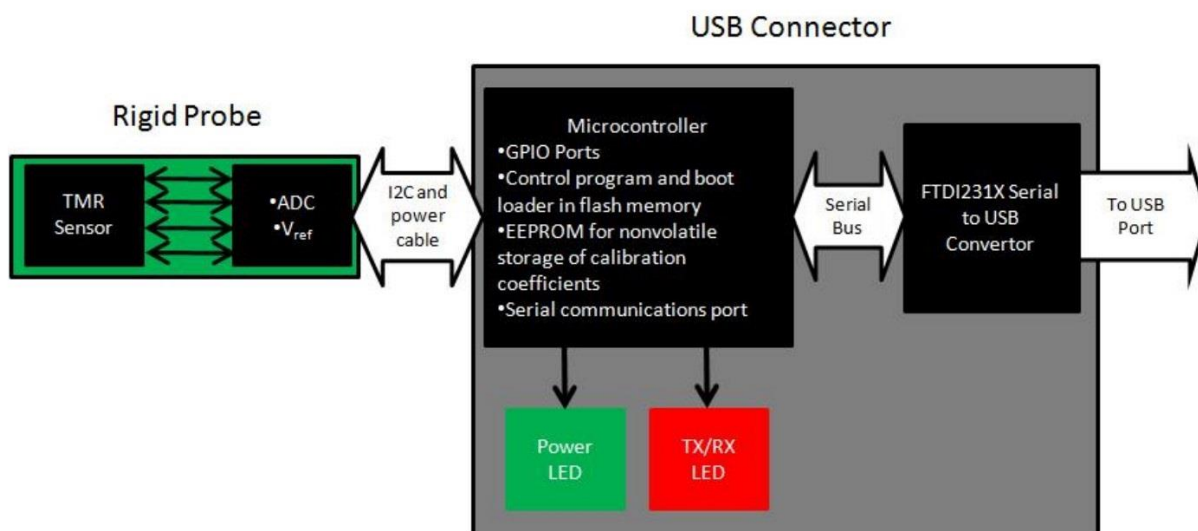 USB Connector
Rigid Probe
TMR
Sensor
•ADC
•Vref
I2C and
power
cable
Microcontroller
•GPIO Ports
•Control program and boot
loader in flash memory
•EEPROM for nonvolatile
storage of calibration
coefficients
•Serial communications port
Serial
Bus
FTDI231X Serial
to USB
Convertor
To USB
Port
Power
LED
TX/RX
LED